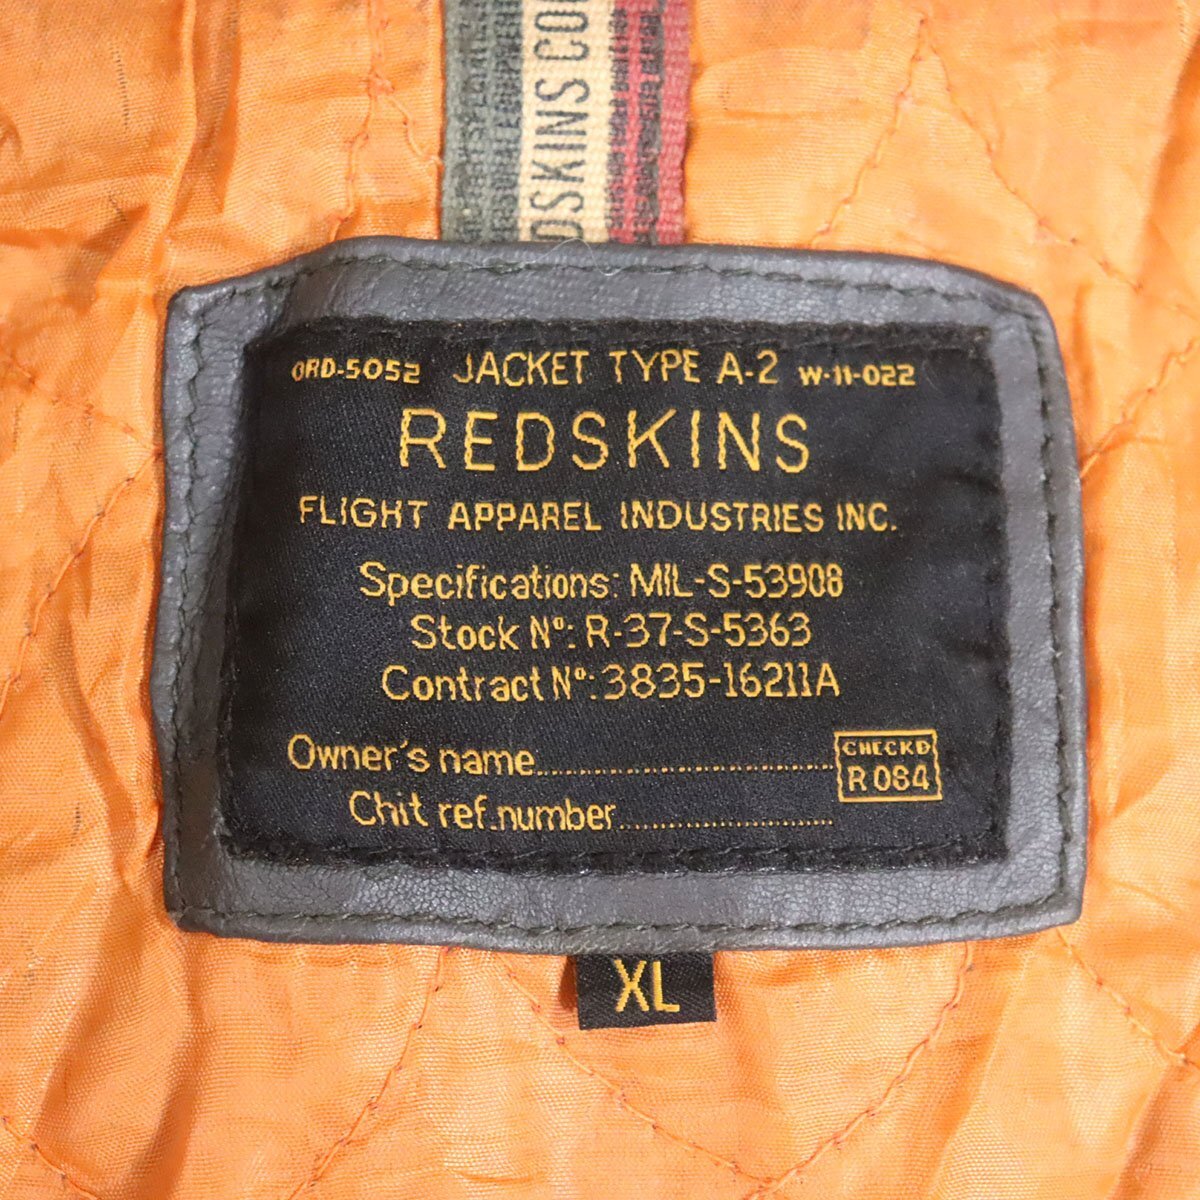 DSKINS CO
ORD-5052 JACKET TYPE A-2 W-11-022
REDSKINS
FLIGHT APPAREL INDUSTRIES INC.
Specifications: MIL-S-53908
Stock Nº: R-37-S-5363
Contract Nº: 3835-16211A
Owner's name
CHECKD
R 084
Chit ref.number
XL